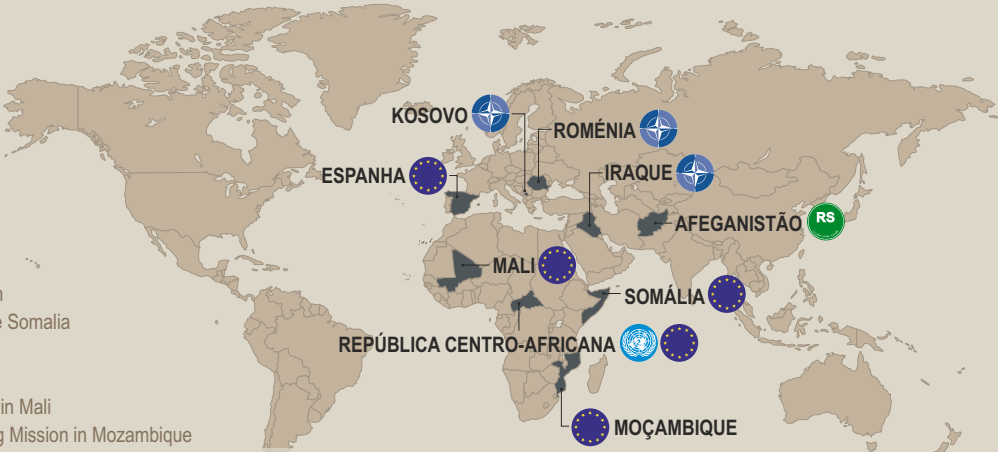 KOSOVO
ROMÉNIA
ESPANHA
IRAQUE
AFEGANISTÃO
RS
MALI
SOMÁLIA
e Somalia
REPÚBLICA CENTRO-AFRICANA
in Mali
g Mission in Mozambique
MOÇAMBIQUE